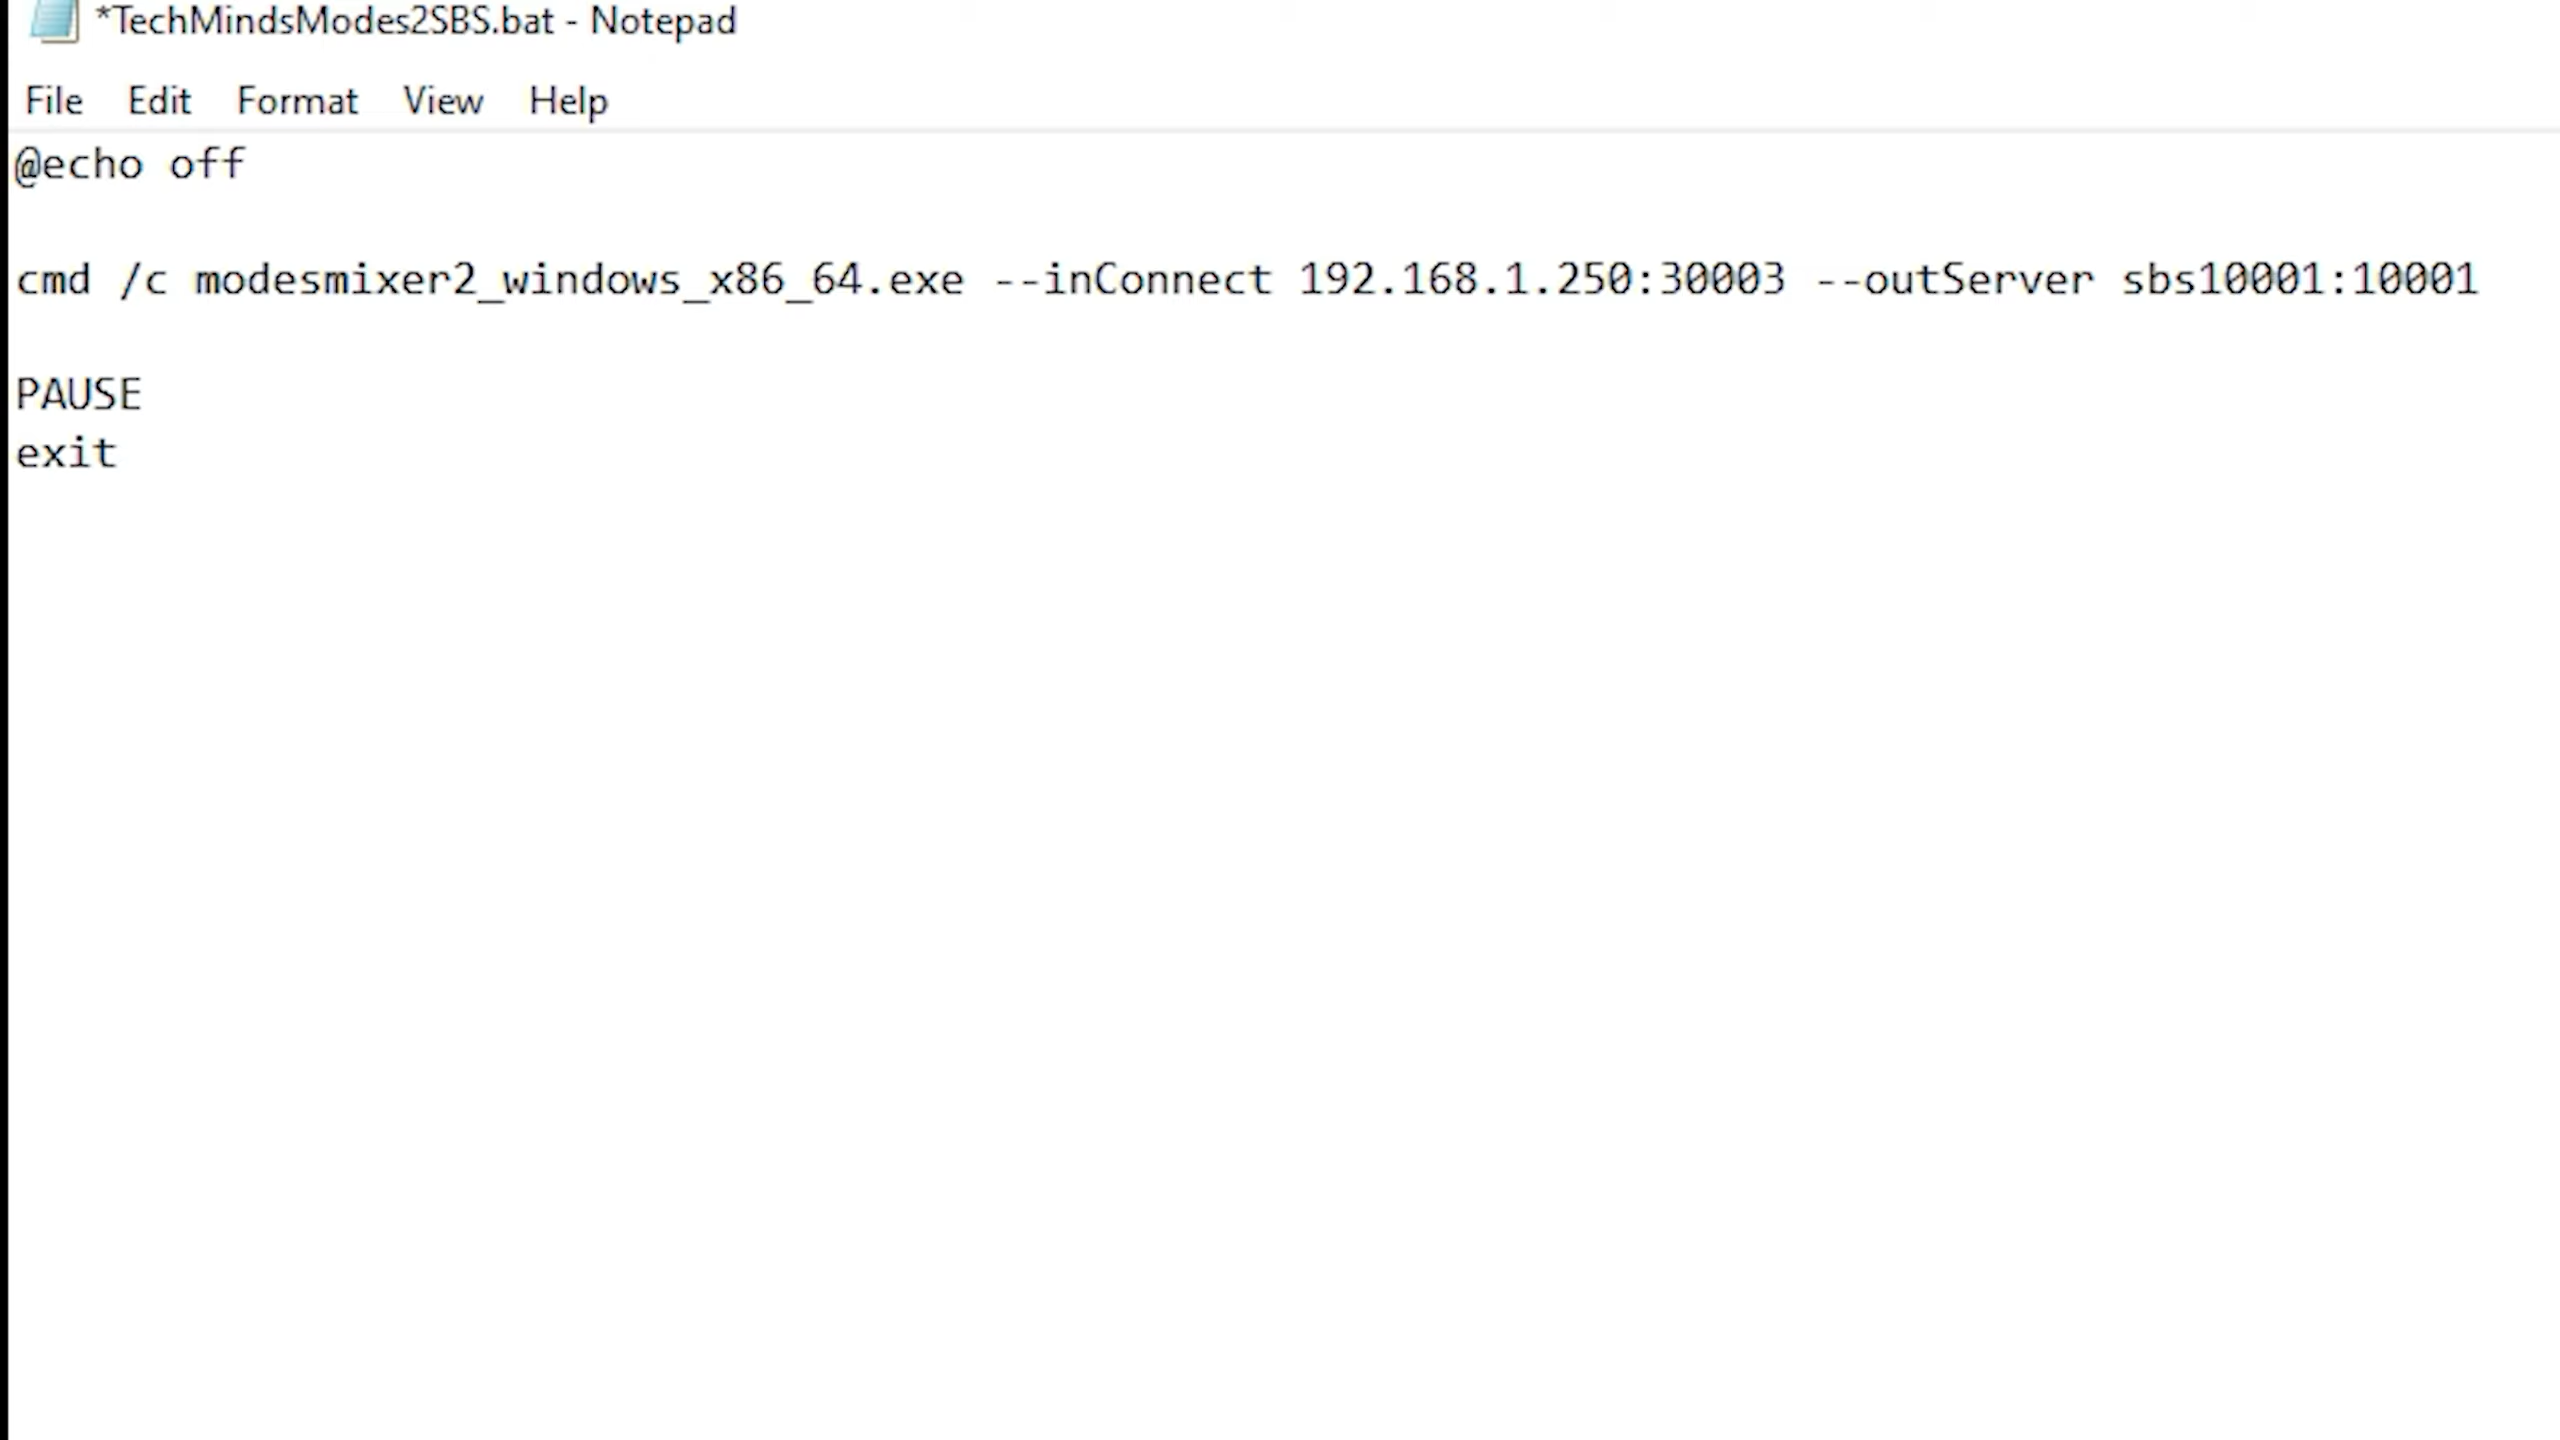 *TechMindsModes2SBS.bat - Notepad
File Edit Format View Help
@echo off
cmd /c modesmixer2_windows_x86_64.exe --inConnect 192.168.1.250:30003 --outServer sbs10001:10001
PAUSE
exit